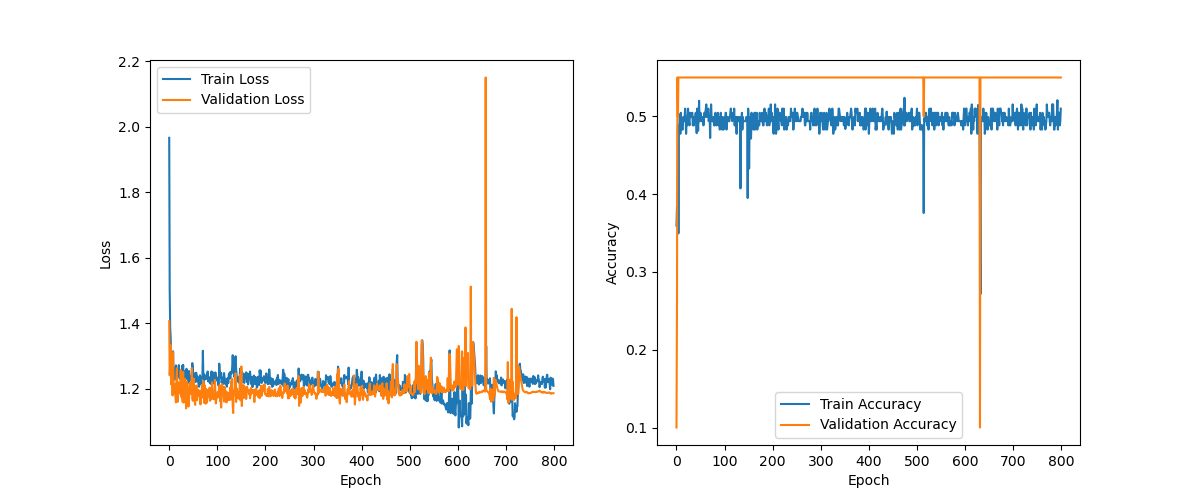 2.2
2.0
1.8
1.6
1.4
1.2
Loss
0 100 200 300 400 500 600 700 800
Epoch
Train Loss
Validation Loss
0.5
0.4
0.3
0.2
0.1
Accuracy
0 100 200 300 400 500 600 700 800
Epoch
Train Accuracy
Validation Accuracy